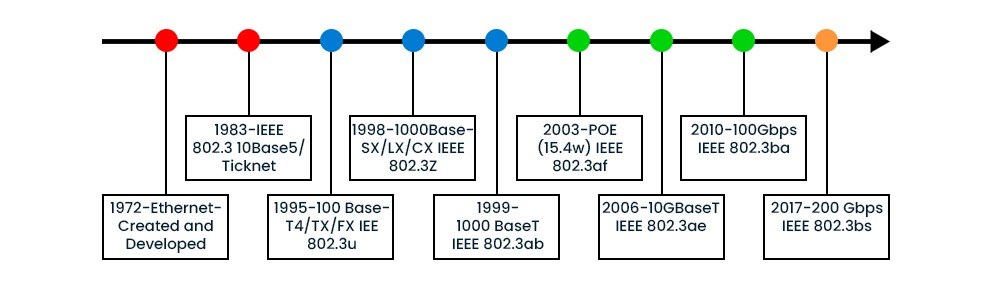 1983-IEEE
802.3 10Base5/
Ticknet
1998-1000Base-
SX/LX/CX IEEE
802.3Z
2003-POE
(15.4w) IEEE
802.3af
2010-100Gbps
IEEE 802.3ba
1972-Ethernet-
Created and
Developed
1995-100 Base-
T4/TX/FX IEE
802.3u
1999-
1000 BaseT
IEEE 802.3ab
2006-10GBaseT
IEEE 802.3ae
2017-200 Gbps
IEEE 802.3bs